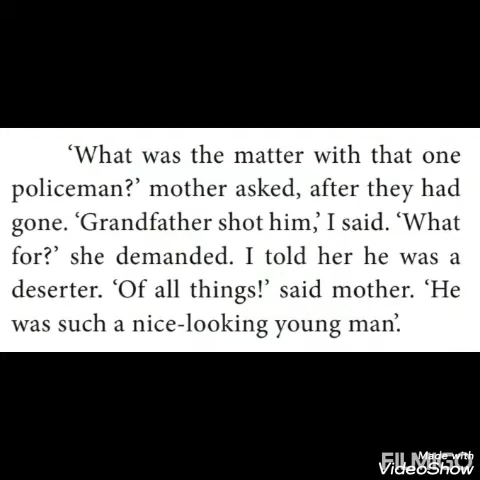 ‘What was the matter with that one
policeman?’ mother asked, after they had
gone. ‘Grandfather shot him,’ I said. ‘What
for?’ she demanded. I told her he was a
deserter. ‘Of all things!’ said mother. ‘He
was such a nice-looking young man’.
Made with
FILMIGO
VideoShow